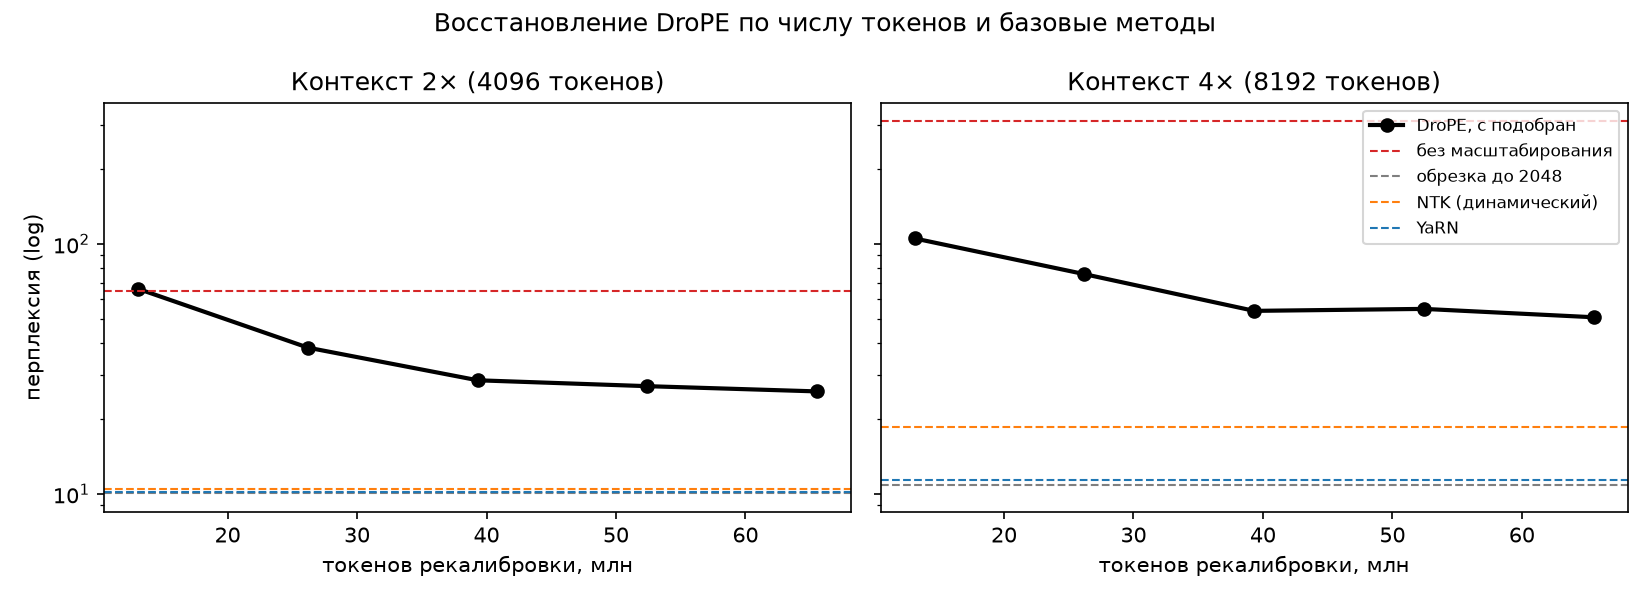 Восстановление DroPE по числу токенов и базовые методы
Контекст 2× (4096 токенов)
перплексия (log)
10²
10¹
20 30 40 50 60
токенов рекалибровки, млн
Контекст 4× (8192 токенов)
DroPE, c подобран
без масштабирования
обрезка до 2048
NTK (динамический)
YaRN
20 30 40 50 60
токенов рекалибровки, млн